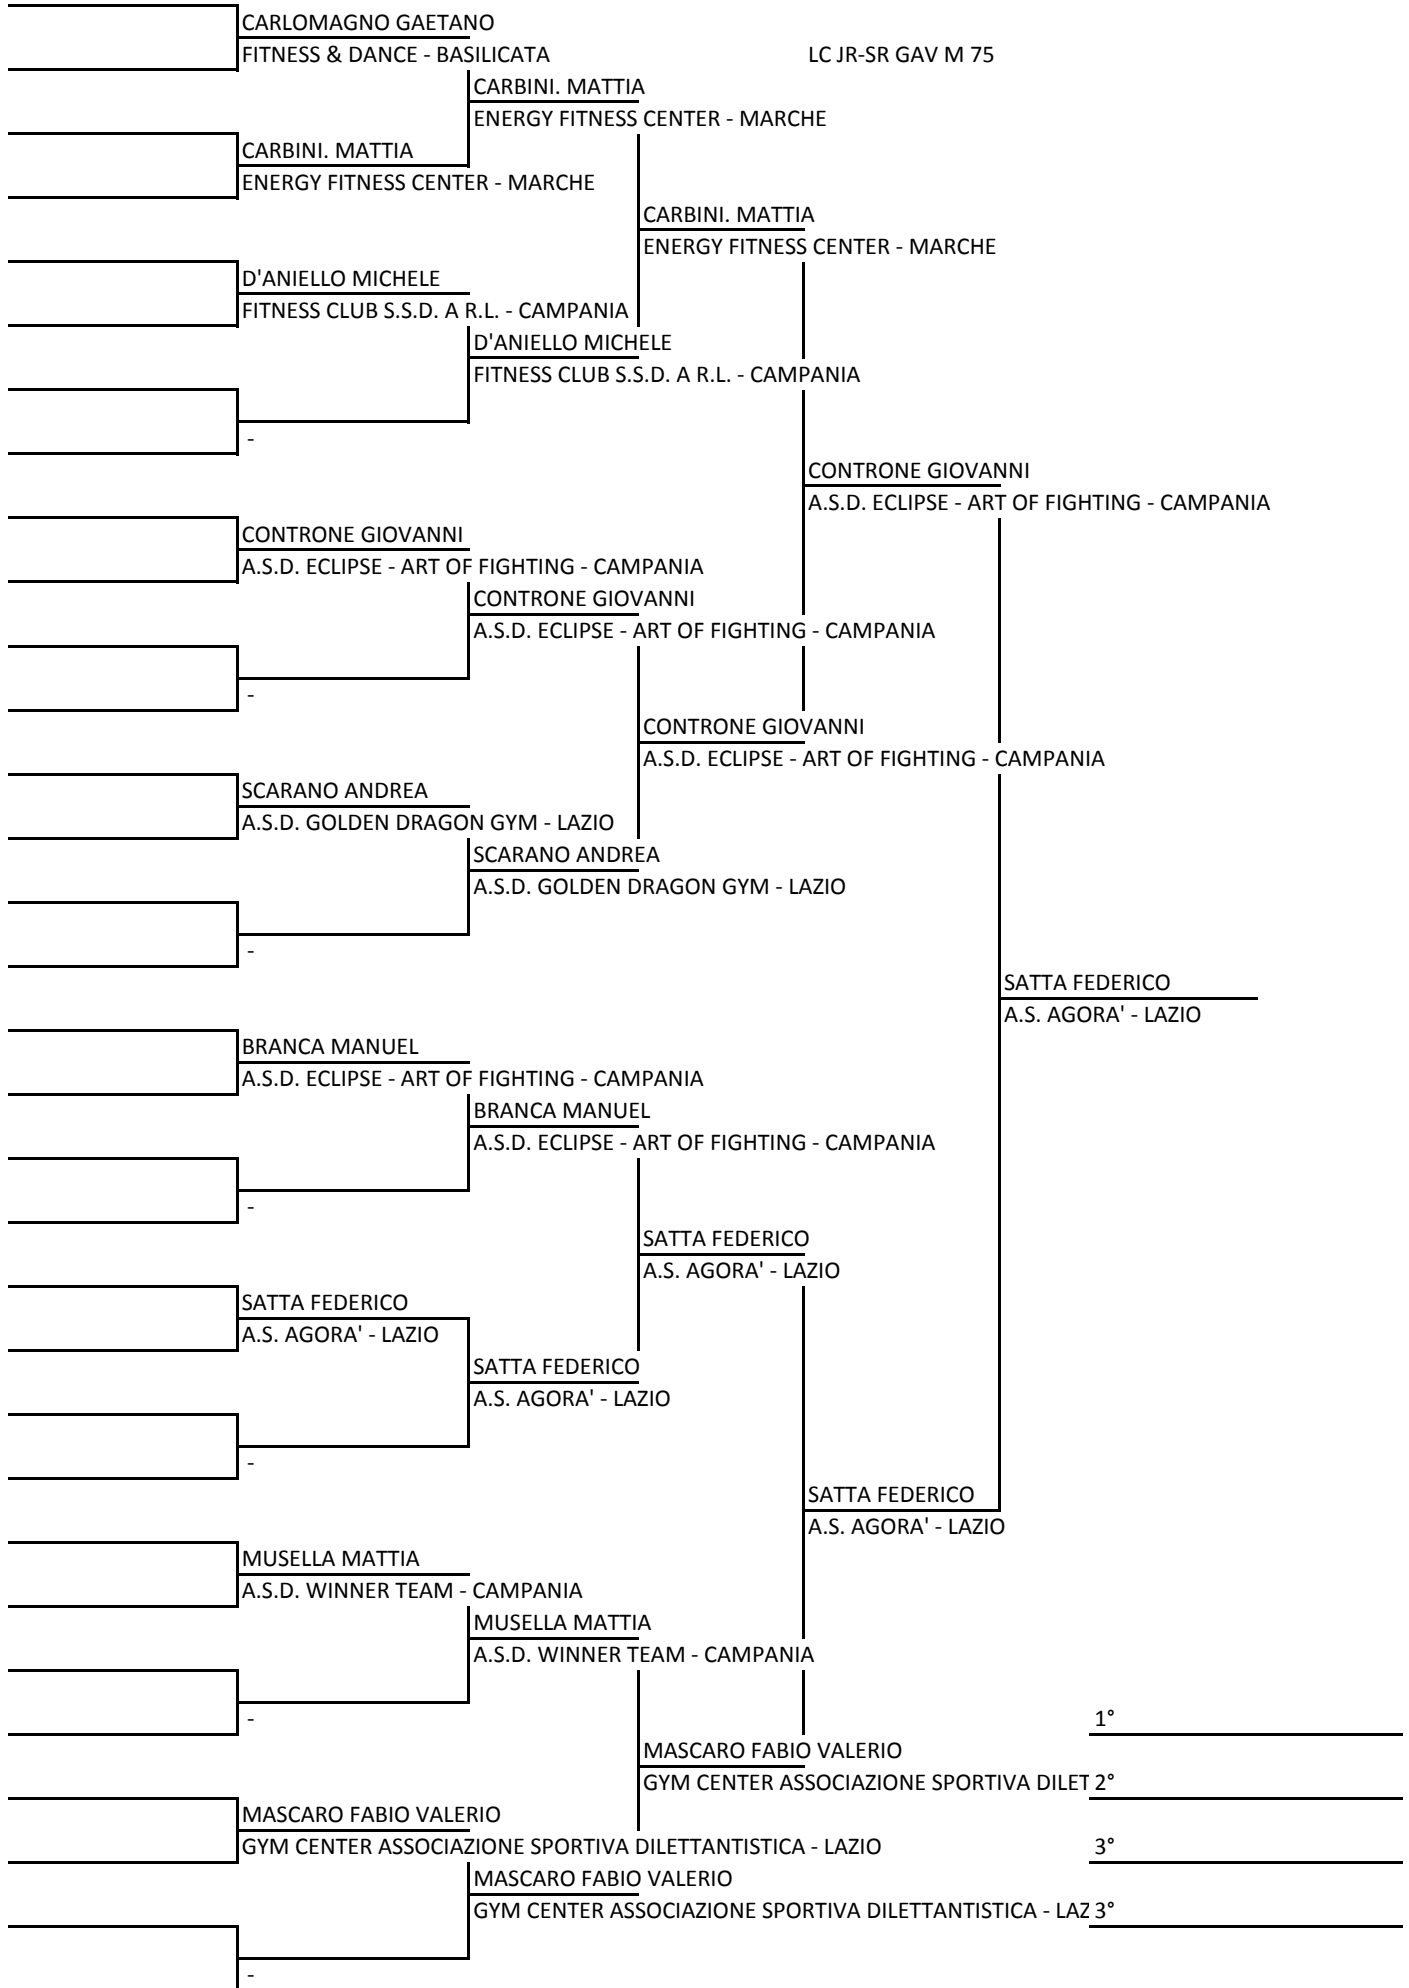 CARLOMAGNO GAETANO
FITNESS & DANCE - BASILICATA
LC JR-SR GAV M 75
CARBINI. MATTIA
ENERGY FITNESS CENTER - MARCHE
CARBINI. MATTIA
ENERGY FITNESS CENTER - MARCHE
CARBINI. MATTIA
ENERGY FITNESS CENTER - MARCHE
D'ANIELLO MICHELE
FITNESS CLUB S.S.D. A R.L. - CAMPANIA
D'ANIELLO MICHELE
FITNESS CLUB S.S.D. A R.L. - CAMPANIA
-
CONTRONE GIOVANNI
A.S.D. ECLIPSE - ART OF FIGHTING - CAMPANIA
CONTRONE GIOVANNI
A.S.D. ECLIPSE - ART OF FIGHTING - CAMPANIA
CONTRONE GIOVANNI
A.S.D. ECLIPSE - ART OF FIGHTING - CAMPANIA
-
CONTRONE GIOVANNI
A.S.D. ECLIPSE - ART OF FIGHTING - CAMPANIA
SCARANO ANDREA
A.S.D. GOLDEN DRAGON GYM - LAZIO
SCARANO ANDREA
A.S.D. GOLDEN DRAGON GYM - LAZIO
-
SATTA FEDERICO
A.S. AGORA' - LAZIO
BRANCA MANUEL
A.S.D. ECLIPSE - ART OF FIGHTING - CAMPANIA
BRANCA MANUEL
A.S.D. ECLIPSE - ART OF FIGHTING - CAMPANIA
-
SATTA FEDERICO
A.S. AGORA' - LAZIO
SATTA FEDERICO
A.S. AGORA' - LAZIO
SATTA FEDERICO
A.S. AGORA' - LAZIO
-
SATTA FEDERICO
A.S. AGORA' - LAZIO
MUSELLA MATTIA
A.S.D. WINNER TEAM - CAMPANIA
MUSELLA MATTIA
A.S.D. WINNER TEAM - CAMPANIA
-
1°
MASCARO FABIO VALERIO
GYM CENTER ASSOCIAZIONE SPORTIVA DILET 2°
MASCARO FABIO VALERIO
GYM CENTER ASSOCIAZIONE SPORTIVA DILETTANTISTICA - LAZIO
3°
MASCARO FABIO VALERIO
GYM CENTER ASSOCIAZIONE SPORTIVA DILETTANTISTICA - LAZ 3°
-